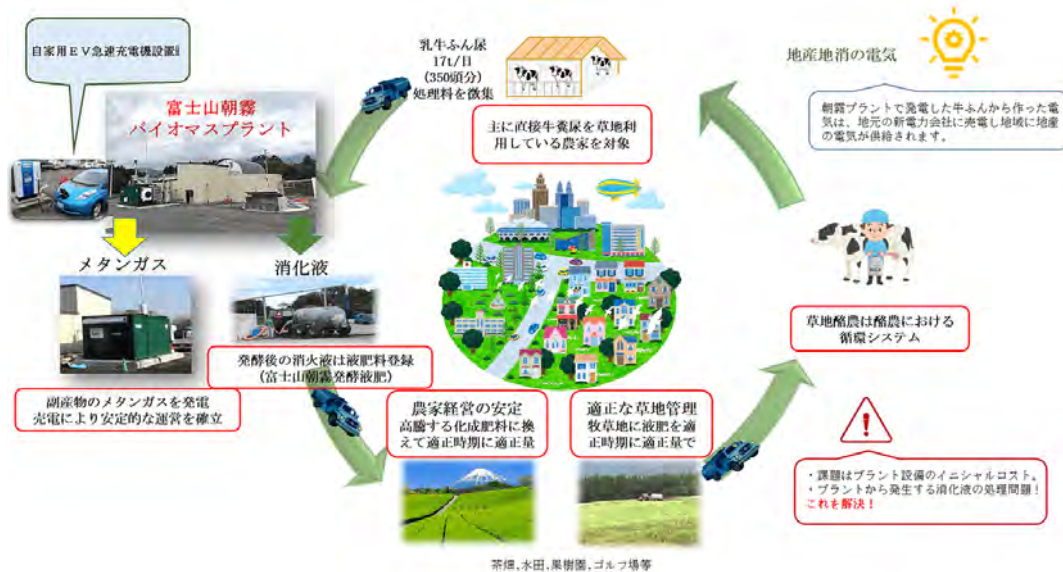 自家用EV急速充電機設置
富士山朝霧
バイオマスプラント
乳牛ふん尿
17t/日
(350頭分)
処理料を徴集
主に直接牛糞尿を草地利
用している農家を対象
地産地消の電気
朝霧プラントで発電した牛ふんから作った電
気は、地元の新電力会社に売電し地域に地産
の電気が供給されます。
メタンガス
消化液
発酵後の消火液は液肥料登録
(富士山朝霧発酵液肥)
副産物のメタンガスを発電
売電により安定的な運営を確立
農家経営の安定
高騰する化成肥料に換
えて適正時期に適正量
適正な草地管理
牧草地に液肥を適
正時期に適正量で
草地酪農は酪農における
循環システム
・課題はプラント設備のイニシャルコスト。
・プラントから発生する消化液の処理問題!
これを解決!
茶畑,水田,果樹園,ゴルフ場等